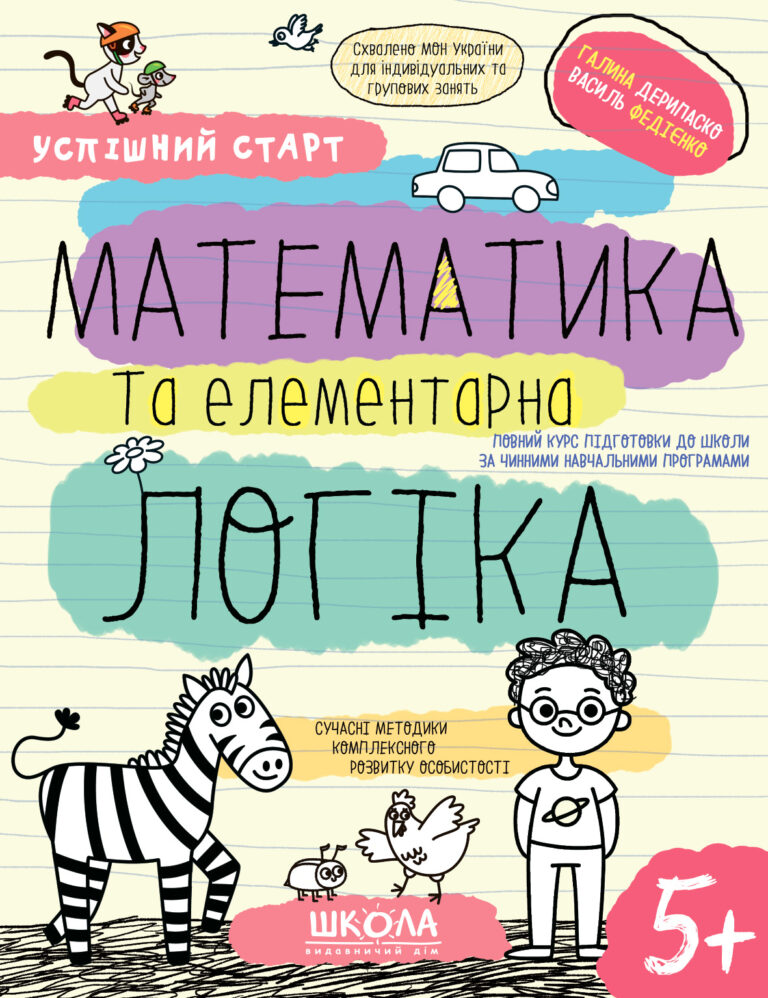 Схвалено МОН України
для індивідуальних та
групових занять
ГАЛИНА ДЕРИПАСКО
ВАСИЛЬ ФЕДІЄНКО
УСПІШНИЙ СТАРТ
МАТЕМАТИКА
та елементарна
ПОВНИЙ КУРС ПІДГОТОВКИ ДО ШКОЛИ
ЗА ЧИННИМИ НАВЧАЛЬНИМИ ПРОГРАМАМИ
ЛОГІКА
СУЧАСНІ МЕТОДИКИ
КОМПЛЕКСНОГО
РОЗВИТКУ ОСОБИСТОСТІ
5+
ШКОЛА
видавничий дім